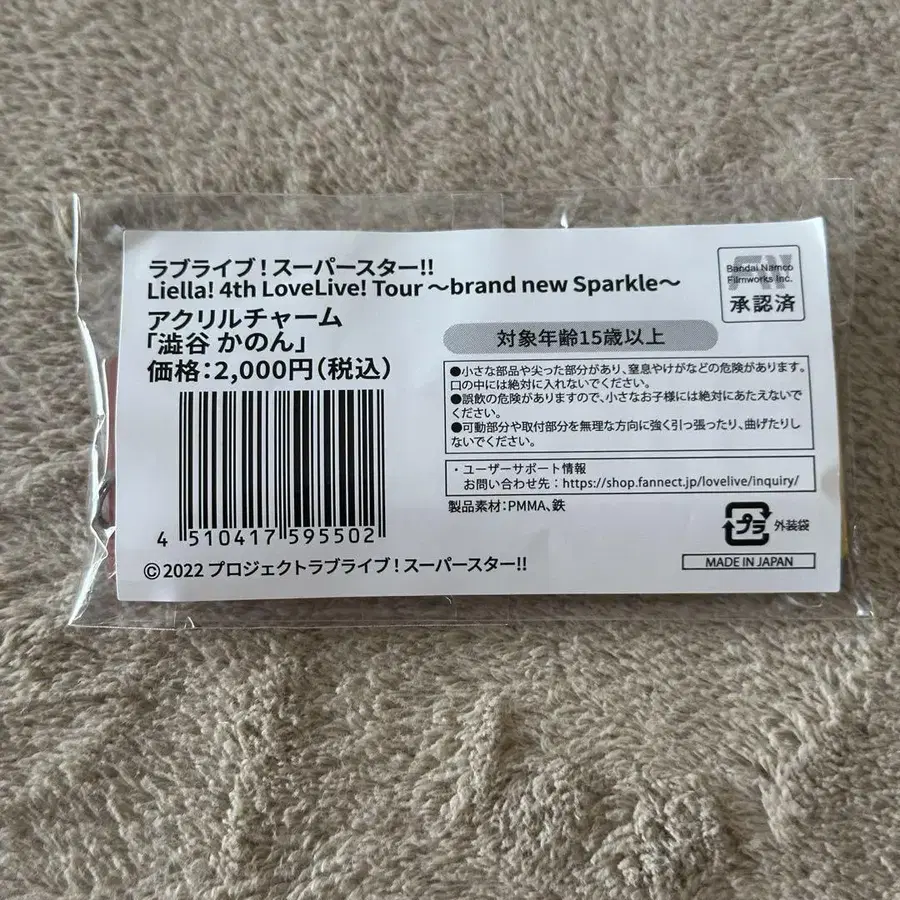 ラブライブ！スーパースター!!
Liella! 4th LoveLive! Tour ～brand new Sparkle～
アクリルチャーム
「澁谷 かのん」
価格：2,000円（税込）
4 510417 595502
©2022 プロジェクトラブライブ！スーパースター!!
Bandai Namco
Filmworks Inc.
承認済
対象年齢15歳以上
●小さな部品や尖った部分があり、窒息やけがなどの危険があります。
口の中には絶対に入れないでください。
●誤飲の危険がありますので、小さなお子様には絶対にあたえないで
ください。
●可動部分や取付部分を無理な方向に強く引っ張ったり、曲げたりし
ないでください。
・ユーザーサポート情報
お問い合わせ先：https://shop.fannect.jp/lovelive/inquiry/
製品素材：PMMA、鉄
プラ 外装袋
MADE IN JAPAN